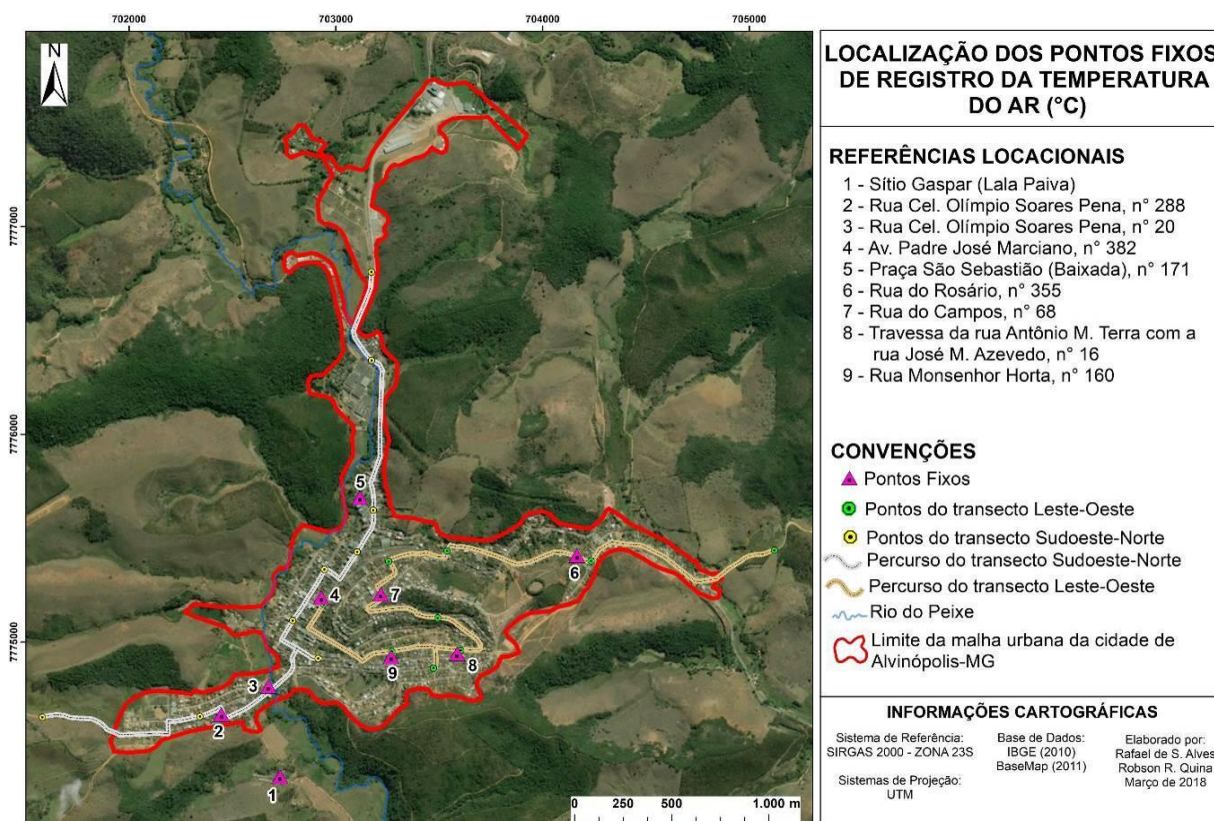 702000
703000
704000
705000
N
7777000
7776000
7775000
5
6
4
7
8
9
3
2
1
0 250 500 1.000 m
LOCALIZAÇÃO DOS PONTOS FIXOS
DE REGISTRO DA TEMPERATURA
DO AR (°C)
REFERÊNCIAS LOCACIONAIS
1 - Sítio Gaspar (Lala Paiva)
2 - Rua Cel. Olímpio Soares Pena, n° 288
3 - Rua Cel. Olímpio Soares Pena, n° 20
4 - Av. Padre José Marciano, n° 382
5 - Praça São Sebastião (Baixada), n° 171
6 - Rua do Rosário, n° 355
7 - Rua do Campos, n° 68
8 - Travessa da rua Antônio M. Terra com a
rua José M. Azevedo, n° 16
9 - Rua Monsenhor Horta, n° 160
CONVENÇÕES
Pontos Fixos
Pontos do transecto Leste-Oeste
Pontos do transecto Sudoeste-Norte
Percurso do transecto Sudoeste-Norte
Percurso do transecto Leste-Oeste
Rio do Peixe
Limite da malha urbana da cidade de
Alvinópolis-MG
INFORMAÇÕES CARTOGRÁFICAS
Sistema de Referência:
SIRGAS 2000 - ZONA 23S
Sistemas de Projeção:
UTM
Base de Dados:
IBGE (2010)
BaseMap (2011)
Elaborado por:
Rafael de S. Alves
Robson R. Quina
Março de 2018